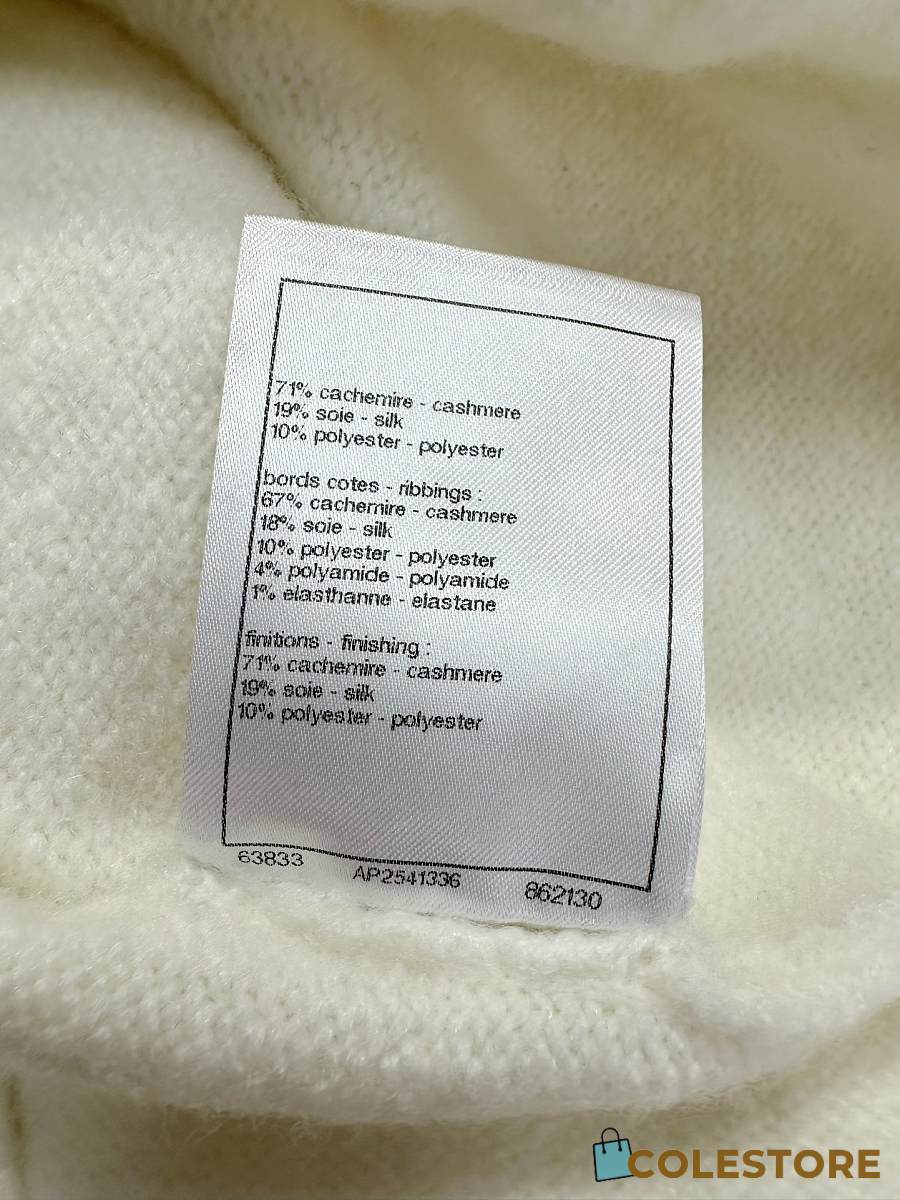 71% cachemire - cashmere
19% soie - silk
10% polyester - polyester
bords cotes - ribbings :
67% cachemire - cashmere
18% soie - silk
10% polyester - polyester
4% polyamide - polyamide
1% elasthanne - elastane
finitions - finishing :
71% cachemire - cashmere
19% soie - silk
10% polyester - polyester
63833 AP2541336 862130
COLESTORE